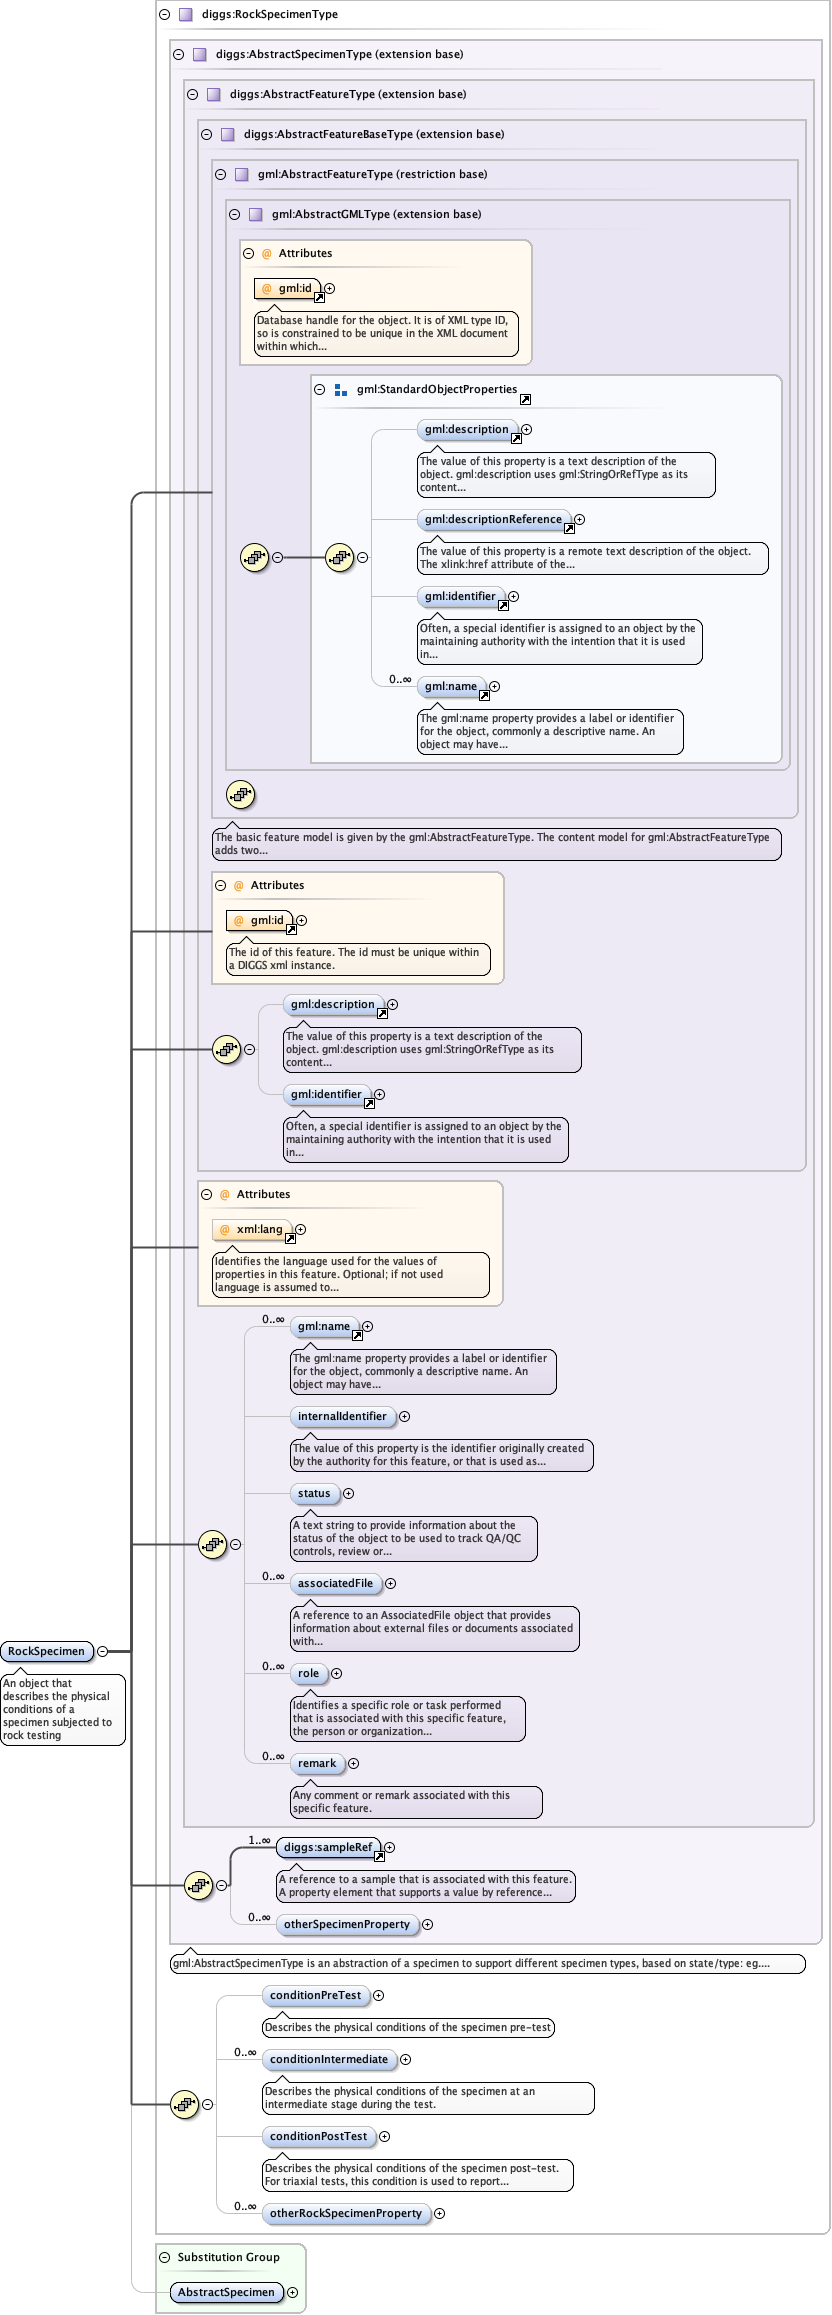 diggs:RockSpecimenType
diggs:AbstractSpecimenType (extension base)
diggs:AbstractFeatureType (extension base)
diggs:AbstractFeatureBaseType (extension base)
gml:AbstractFeatureType (restriction base)
gml:AbstractGMLType (extension base)
@ Attributes
@ gml:id
Database handle for the object. It is of XML type ID,
so is constrained to be unique in the XML document
within which...
gml:StandardObjectProperties
gml:description
The value of this property is a text description of the
object. gml:description uses gml:StringOrRefType as its
content...
gml:descriptionReference
The value of this property is a remote text description of the object.
The xlink:href attribute of the...
gml:identifier
Often, a special identifier is assigned to an object by the
maintaining authority with the intention that it is used
in...
0..∞
gml:name
The gml:name property provides a label or identifier
for the object, commonly a descriptive name. An
object may have...
The basic feature model is given by the gml:AbstractFeatureType. The content model for gml:AbstractFeatureType
adds two...
@ Attributes
@ gml:id
The id of this feature. The id must be unique within
a DIGGS xml instance.
gml:description
The value of this property is a text description of the
object. gml:description uses gml:StringOrRefType as its
content...
gml:identifier
Often, a special identifier is assigned to an object by the
maintaining authority with the intention that it is used
in...
@ Attributes
@ xml:lang
Identifies the language used for the values of
properties in this feature. Optional; if not used
language is assumed to...
0..∞
gml:name
The gml:name property provides a label or identifier
for the object, commonly a descriptive name. An
object may have...
internalIdentifier
The value of this property is the identifier originally created
by the authority for this feature, or that is used as...
status
A text string to provide information about the
status of the object to be used to track QA/QC
controls, review or...
0..∞
associatedFile
A reference to an AssociatedFile object that provides
information about external files or documents associated
with...
RockSpecimen
An object that
describes the physical
conditions of a
specimen subjected to
rock testing
0..∞
role
Identifies a specific role or task performed
that is associated with this specific feature,
the person or organization...
0..∞
remark
Any comment or remark associated with this
specific feature.
1..∞
diggs:sampleRef
A reference to a sample that is associated with this feature.
A property element that supports a value by reference...
0..∞
otherSpecimenProperty
gml:AbstractSpecimenType is an abstraction of a specimen to support different specimen types, based on state/type: eg....
conditionPreTest
Describes the physical conditions of the specimen pre-test
0..∞
conditionIntermediate
Describes the physical conditions of the specimen at an
intermediate stage during the test.
conditionPostTest
Describes the physical conditions of the specimen post-test.
For triaxial tests, this condition is used to report...
0..∞
otherRockSpecimenProperty
Substitution Group
AbstractSpecimen